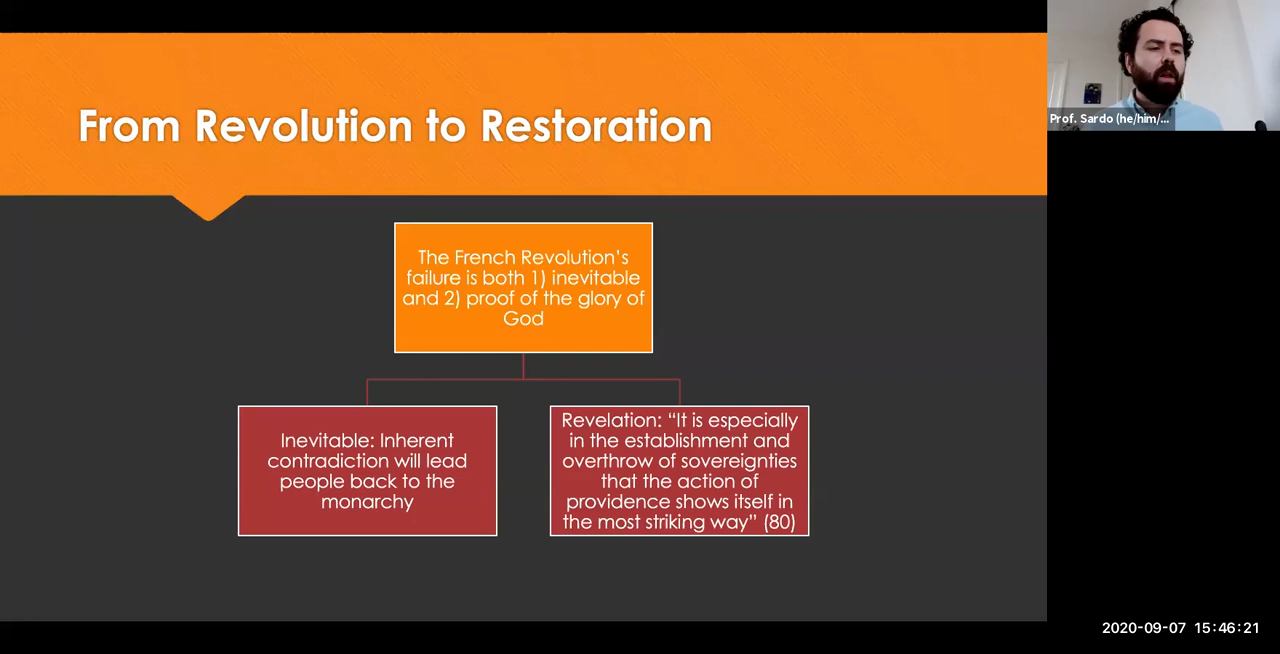 From Revolution to Restoration
Prof. Sardo (he/him/...
The French Revolution’s
failure is both 1) inevitable
and 2) proof of the glory of
God
Inevitable: Inherent
contradiction will lead
people back to the
monarchy
Revelation: “It is especially
in the establishment and
overthrow of sovereignties
that the action of
providence shows itself in
the most striking way” (80)
2020-09-07 15:46:21